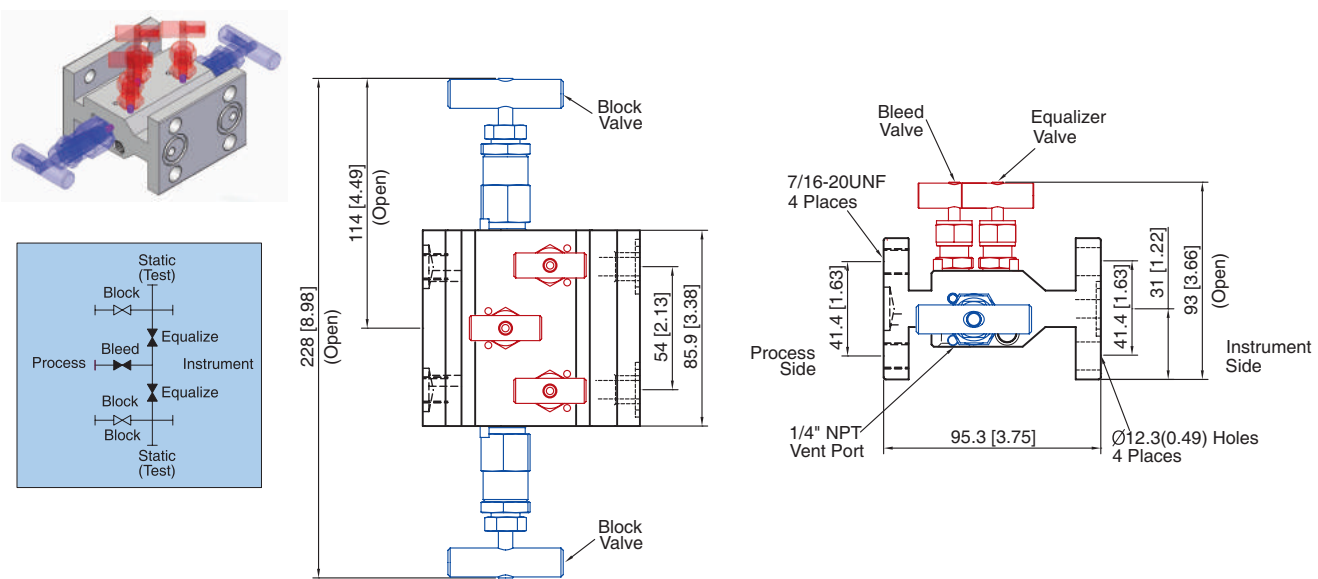 Static
(Test)
Block
Equalize
Bleed
Process
Instrument
Equalize
Block
Block
Static
(Test)
228 [8.98]
(Open)
114 [4.49]
(Open)
Block
Valve
54 [2.13]
85.9 [3.38]
Block
Valve
Bleed
Valve
Equalizer
Valve
7/16-20UNF
4 Places
41.4 [1.63]
Process
Side
1/4" NPT
Vent Port
95.3 [3.75]
41.4 [1.63]
31 [1.22]
93 [3.66]
(Open)
Instrument
Side
Ø12.3(0.49) Holes
4 Places